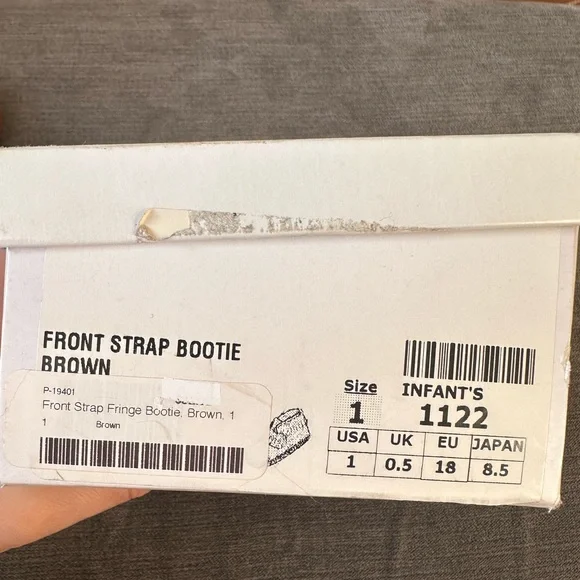 FRONT STRAP BOOTIE
BROWN
P-19401
Front Strap Fringe Bootie, Brown, 1
1 Brown
Size
1
INFANT'S
1122
USA UK EU JAPAN
1 0.5 18 8.5